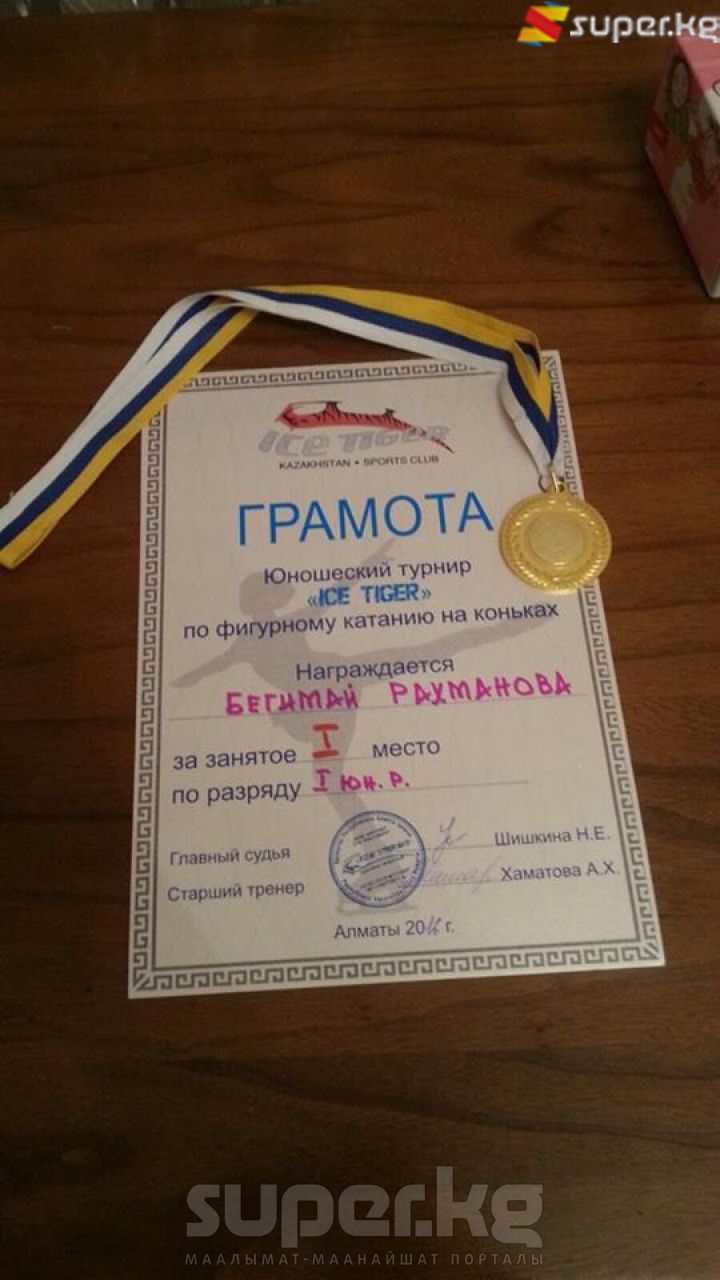 super.kg
ICE TIGER
KAZAKHSTAN • SPORTS CLUB
ГРАМОТА
Юношеский турнир
«ICE TIGER»
по фигурному катанию на коньках
Награждается
БЕГИМАЙ РАХМАНОВА
за занятое I место
по разряду I юн. р.
Главный судья Шишкина Н.Е.
Старший тренер Хаматова А.Х.
Алматы 2016 г.
super.kg
МААЛЫМАТ-МААНАЙШАТ ПОРТАЛЫ